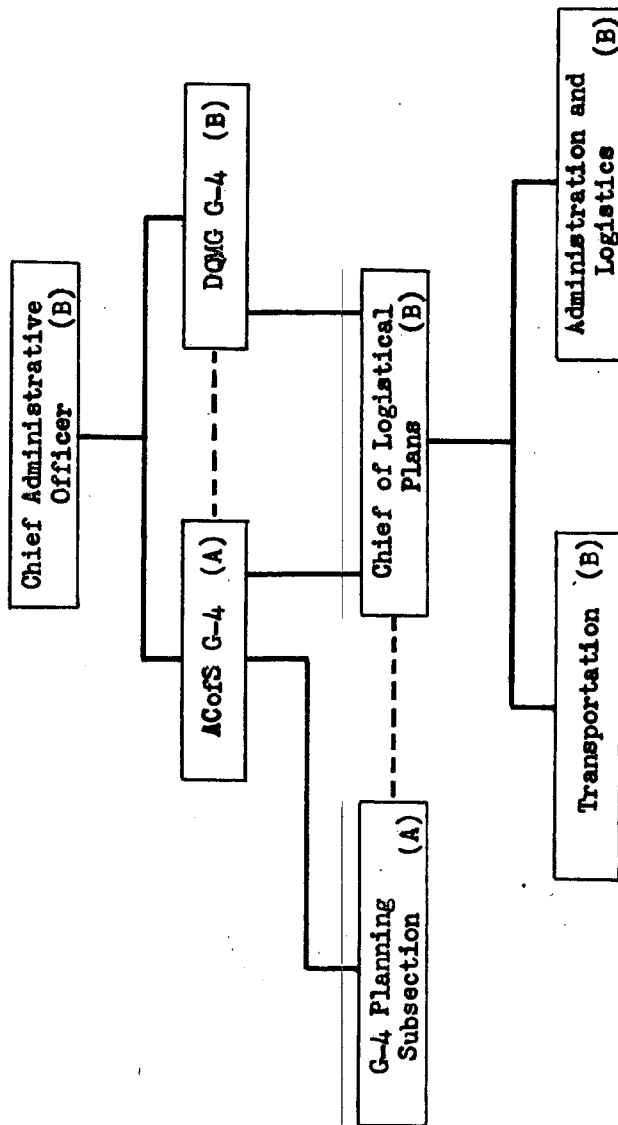 Chief Administrative
Officer (B)
ACofS G-4 (A)
DQMG G-4 (B)
G-4 Planning
Subsection (A)
Chief of Logistical
Plans (B)
Transportation (B)
Administration and
Logistics (B)